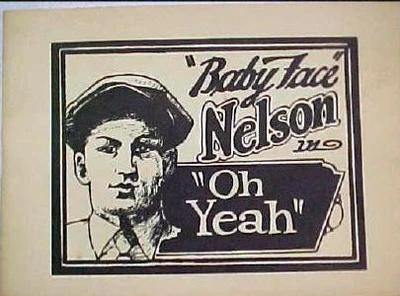 "Baby Face"
Nelson
in
"Oh
Yeah"